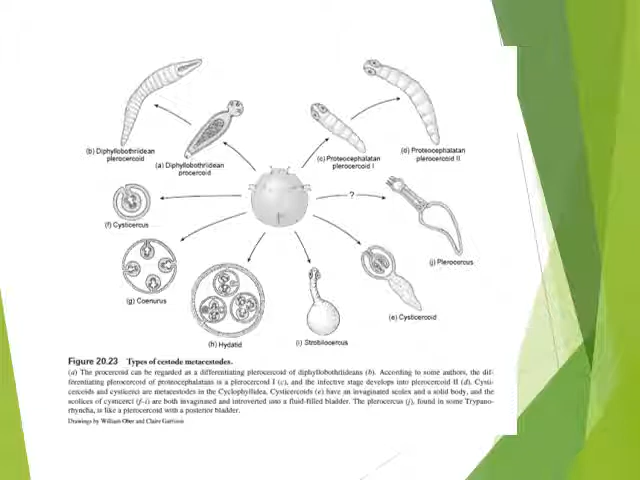 (b) Diphyllobothriidean
plerocercoid
(a) Diphyllobothriidean
procercoid
(c) Proteocephalatan
plerocercoid I
(d) Proteocephalatan
plerocercoid II
?
(f) Cysticercus
(j) Plerocercus
(g) Coenurus
(e) Cysticercoid
(h) Hydatid
(i) Strobilocercus
Figure 20.23 Types of cestode metacestodes.
(a) The procercoid can be regarded as a differentiating plerocercoid of diphyllobothriideans (b). According to some authors, the dif-
ferentiating plerocercoid of proteocephalatans is a plerocercoid I (c), and the infective stage develops into plerocercoid II (d). Cysti-
cercoids and cysticerci are metacestodes in the Cyclophyllidea. Cysticercoids (e) have an invaginated scolex and a solid body, and the
scolices of cysticerci (f–i) are both invaginated and introverted into a fluid-filled bladder. The plerocercus (j), found in some Trypano-
rhyncha, is like a plerocercoid with a posterior bladder.
Drawings by William Ober and Claire Garrison